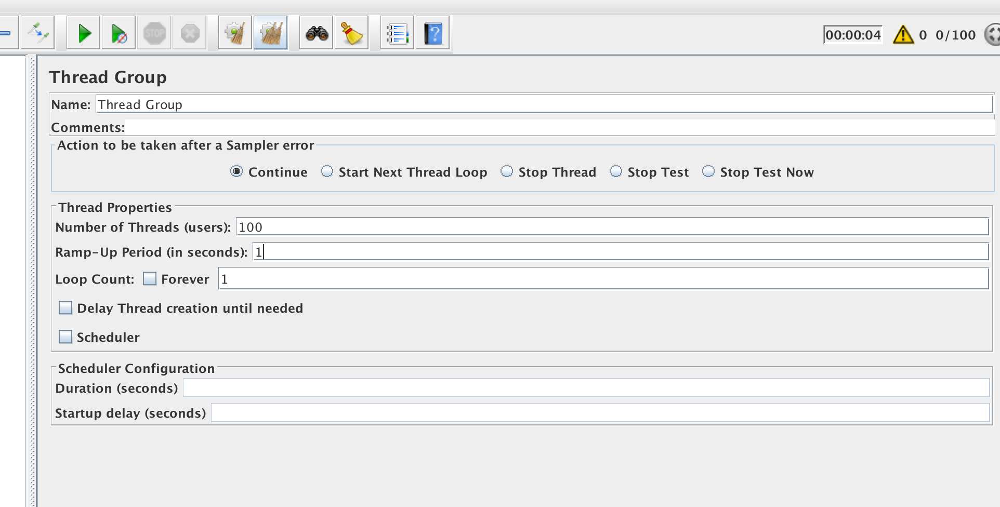 STOP
00:00:04 0 0/100
Thread Group
Name: Thread Group
Comments:
Action to be taken after a Sampler error
Continue Start Next Thread Loop Stop Thread Stop Test Stop Test Now
Thread Properties
Number of Threads (users): 100
Ramp-Up Period (in seconds): 1
Loop Count: Forever 1
Delay Thread creation until needed
Scheduler
Scheduler Configuration
Duration (seconds)
Startup delay (seconds)